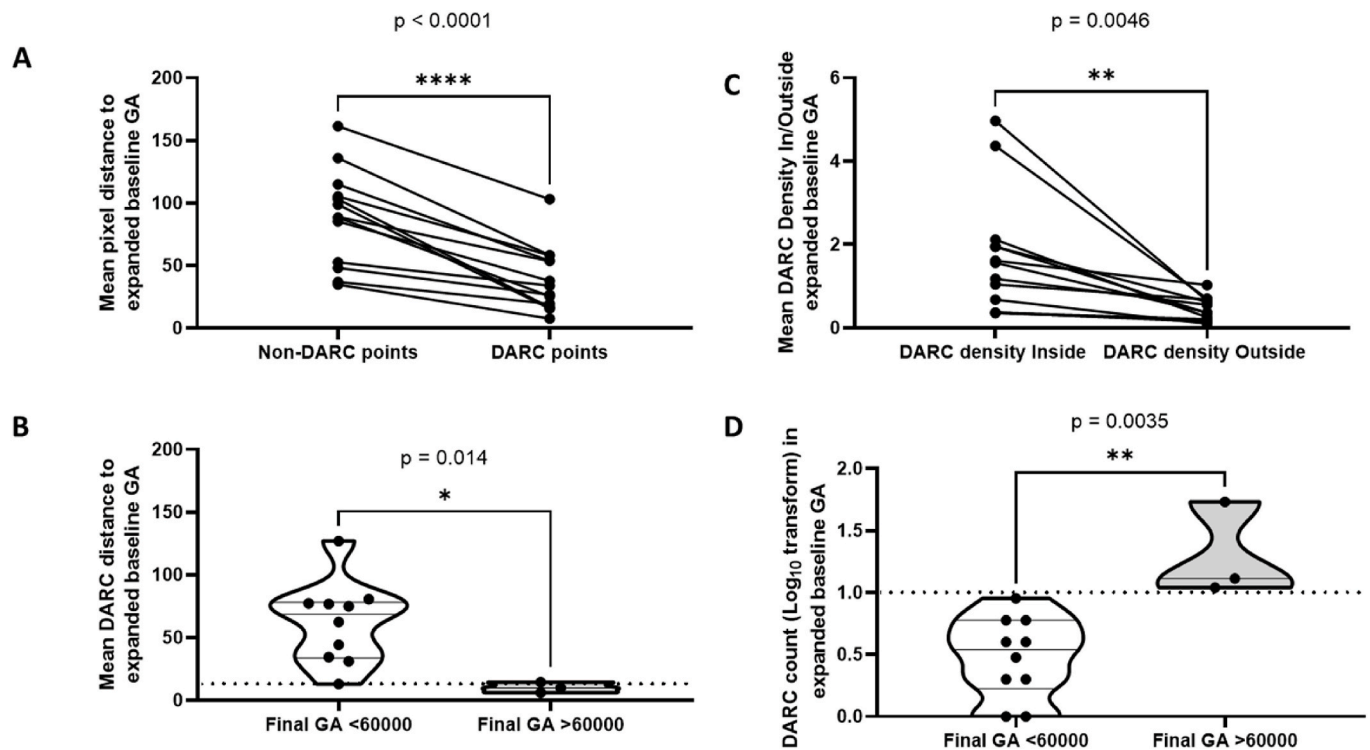 p < 0.0001
A
****
Mean pixel distance to
expanded baseline GA
200
150
100
50
0
Non-DARC points
DARC points
p = 0.0046
C
**
Mean DARC Density In/Outside
expanded baseline GA
6
4
2
0
DARC density Inside
DARC density Outside
B
p = 0.014
*
Mean DARC distance to
expanded baseline GA
200
150
100
50
0
Final GA <60000
Final GA >60000
D
p = 0.0035
**
DARC count (Log10 transform) in
expanded baseline GA
2.0
1.5
1.0
0.5
0.0
Final GA <60000
Final GA >60000